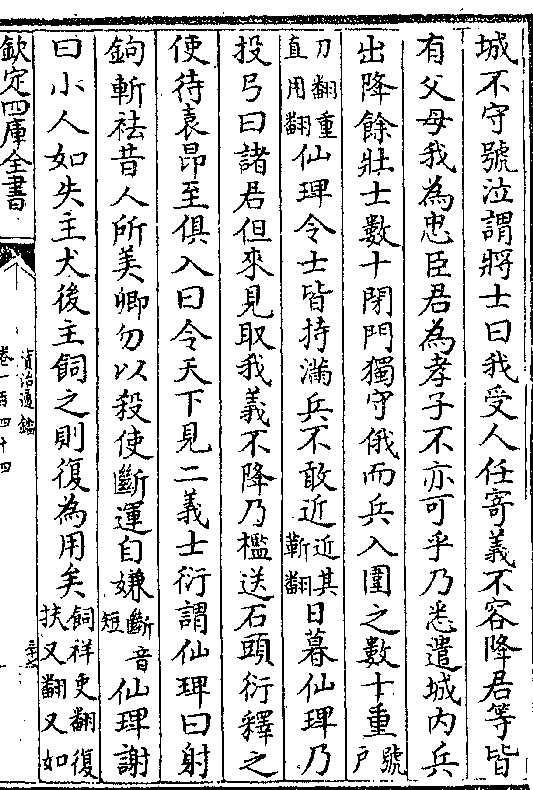 城不守號泣謂將士曰我受人任寄義不容降君等皆
有父母我為忠臣君為孝子不亦可乎乃悉遣城内兵
出降餘壯士數十閉門獨守俄而兵入圍之數十重號戶
刀翻重直用翻仙琕令士皆持滿兵不敢近近其靳翻日暮仙琕乃
投弓曰諸君但來見取我義不降乃檻送石頭衍釋之
使待袁昂至俱入曰令天下見二義士衍謂仙琕曰射
鉤斬袪昔人所美卿勿以殺使斷運自嫌斷音短仙琕謝
曰小人如失主犬後主飼之則復為用矣飼祥吏翻復扶又翻又如
欽定四庫全書
資治通鑑
卷一百四十四